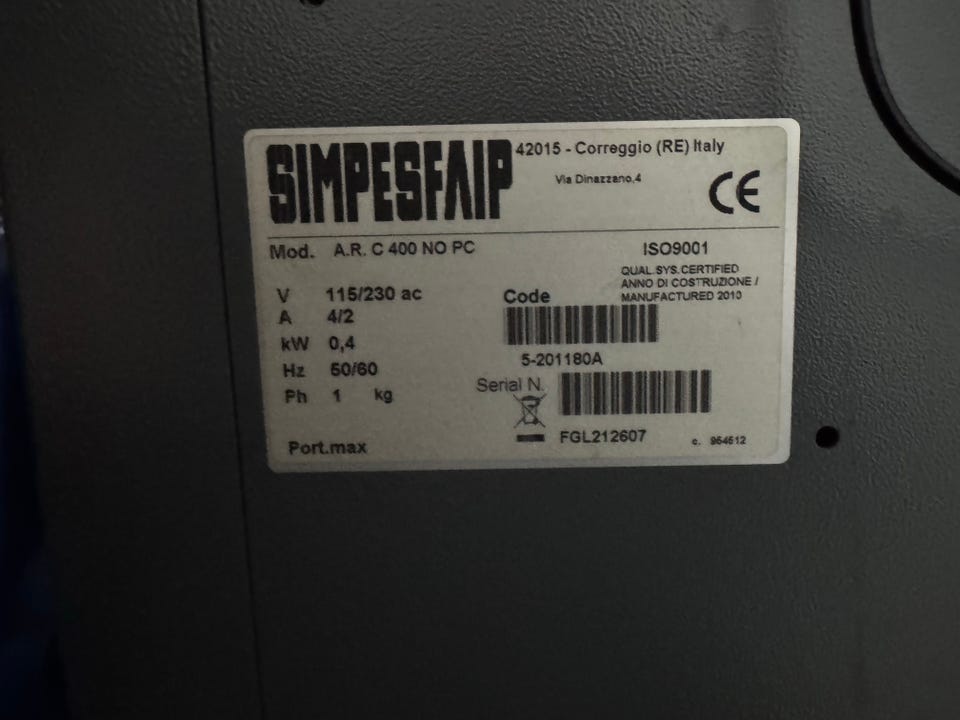 SIMPESFAIP
42015 - Correggio (RE) Italy
Via Dinazzano,4
CE
Mod. A.R. C 400 NO PC
ISO9001
QUAL.SYS.CERTIFIED
ANNO DI COSTRUZIONE /
MANUFACTURED 2010
V 115/230 ac
A 4/2
kW 0,4
Hz 50/60
Ph 1 kg
Port.max
Code
5-201180A
Serial N.
FGL212607
c. 954512